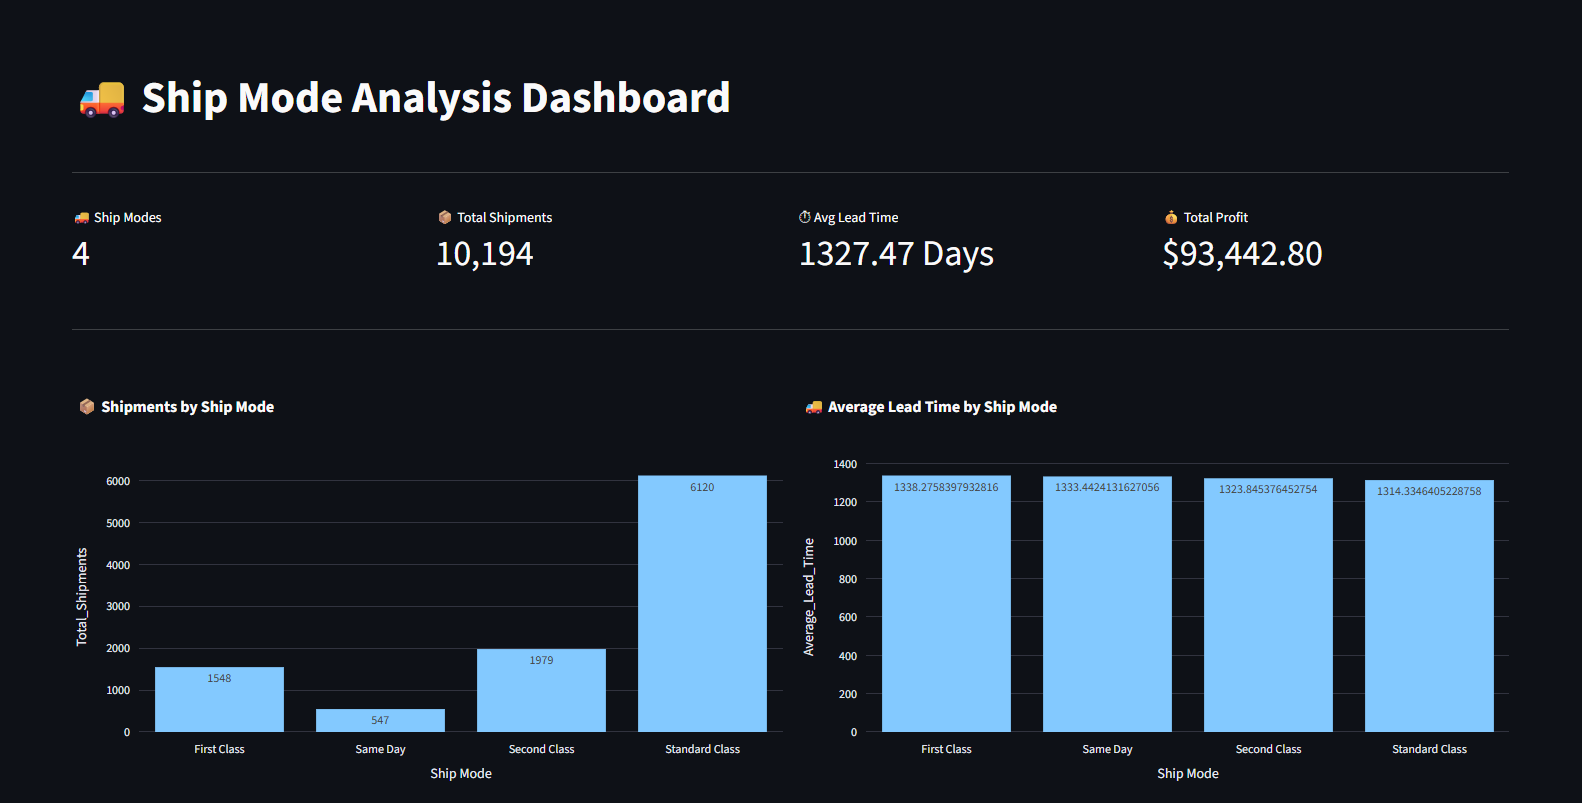 🚚 Ship Mode Analysis Dashboard
🚚 Ship Modes
4
📦 Total Shipments
10,194
⏱ Avg Lead Time
1327.47 Days
💰 Total Profit
$93,442.80
📦 Shipments by Ship Mode
Total_Shipments
6000
5000
4000
3000
2000
1000
0
1548
547
1979
6120
First Class
Same Day
Second Class
Standard Class
Ship Mode
🚚 Average Lead Time by Ship Mode
Average_Lead_Time
1400
1200
1000
800
600
400
200
0
1338.2758397932816
1333.4424131627056
1323.845376452754
1314.3346405228758
First Class
Same Day
Second Class
Standard Class
Ship Mode